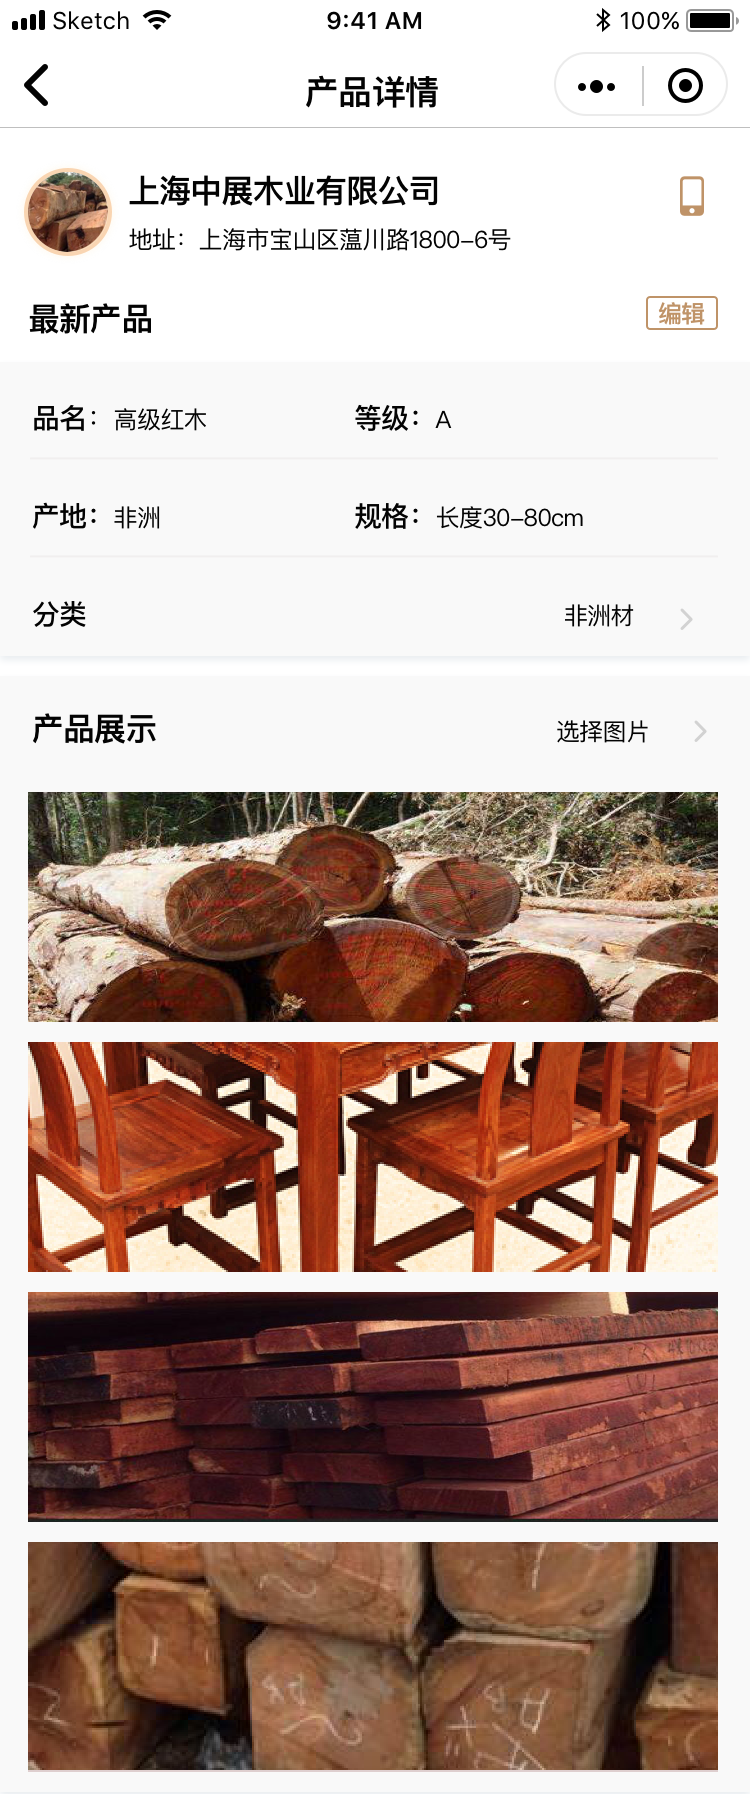 Sketch 9:41 AM 100%
产品详情
上海中展木业有限公司
地址：上海市宝山区蕰川路1800-6号
最新产品 编辑
品名：高级红木 等级：A
产地：非洲 规格：长度30-80cm
分类 非洲材
产品展示 选择图片